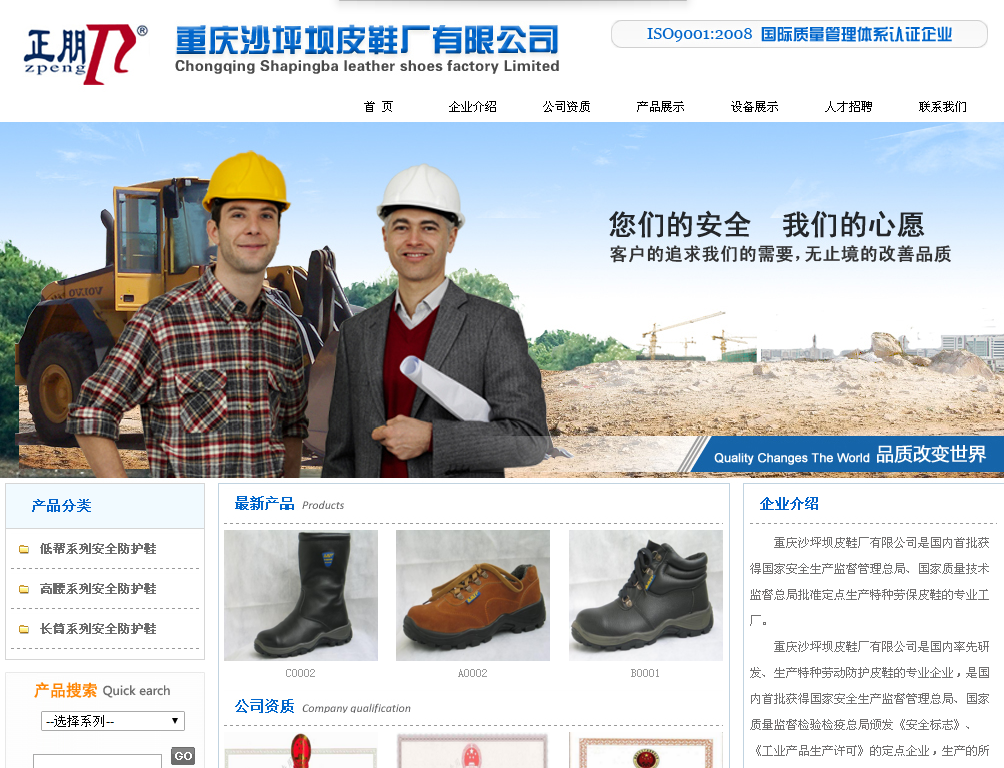 正朋 ®
zpeng
重庆沙坪坝皮鞋厂有限公司
Chongqing Shapingba leather shoes factory Limited
ISO9001:2008 国际质量管理体系认证企业
首 页 企业介绍 公司资质 产品展示 设备展示 人才招聘 联系我们
您们的安全 我们的心愿
客户的追求我们的需要,无止境的改善品质
Quality Changes The World 品质改变世界
产品分类
低帮系列安全防护鞋
高腰系列安全防护鞋
长筒系列安全防护鞋
产品搜索 Quick earch
--选择系列--
GO
最新产品 Products
C0002 A0002 B0001
公司资质 Company qualification
企业介绍
重庆沙坪坝皮鞋厂有限公司是国内首批获
得国家安全生产监督管理总局、国家质量技术
监督总局批准定点生产特种劳保皮鞋的专业工
厂。
重庆沙坪坝皮鞋厂有限公司是国内率先研
发、生产特种劳动防护皮鞋的专业企业，是国
内首批获得国家安全生产监督管理总局、国家
质量监督检验检疫总局颁发《安全标志》、
《工业产品生产许可》的定点企业，生产的所